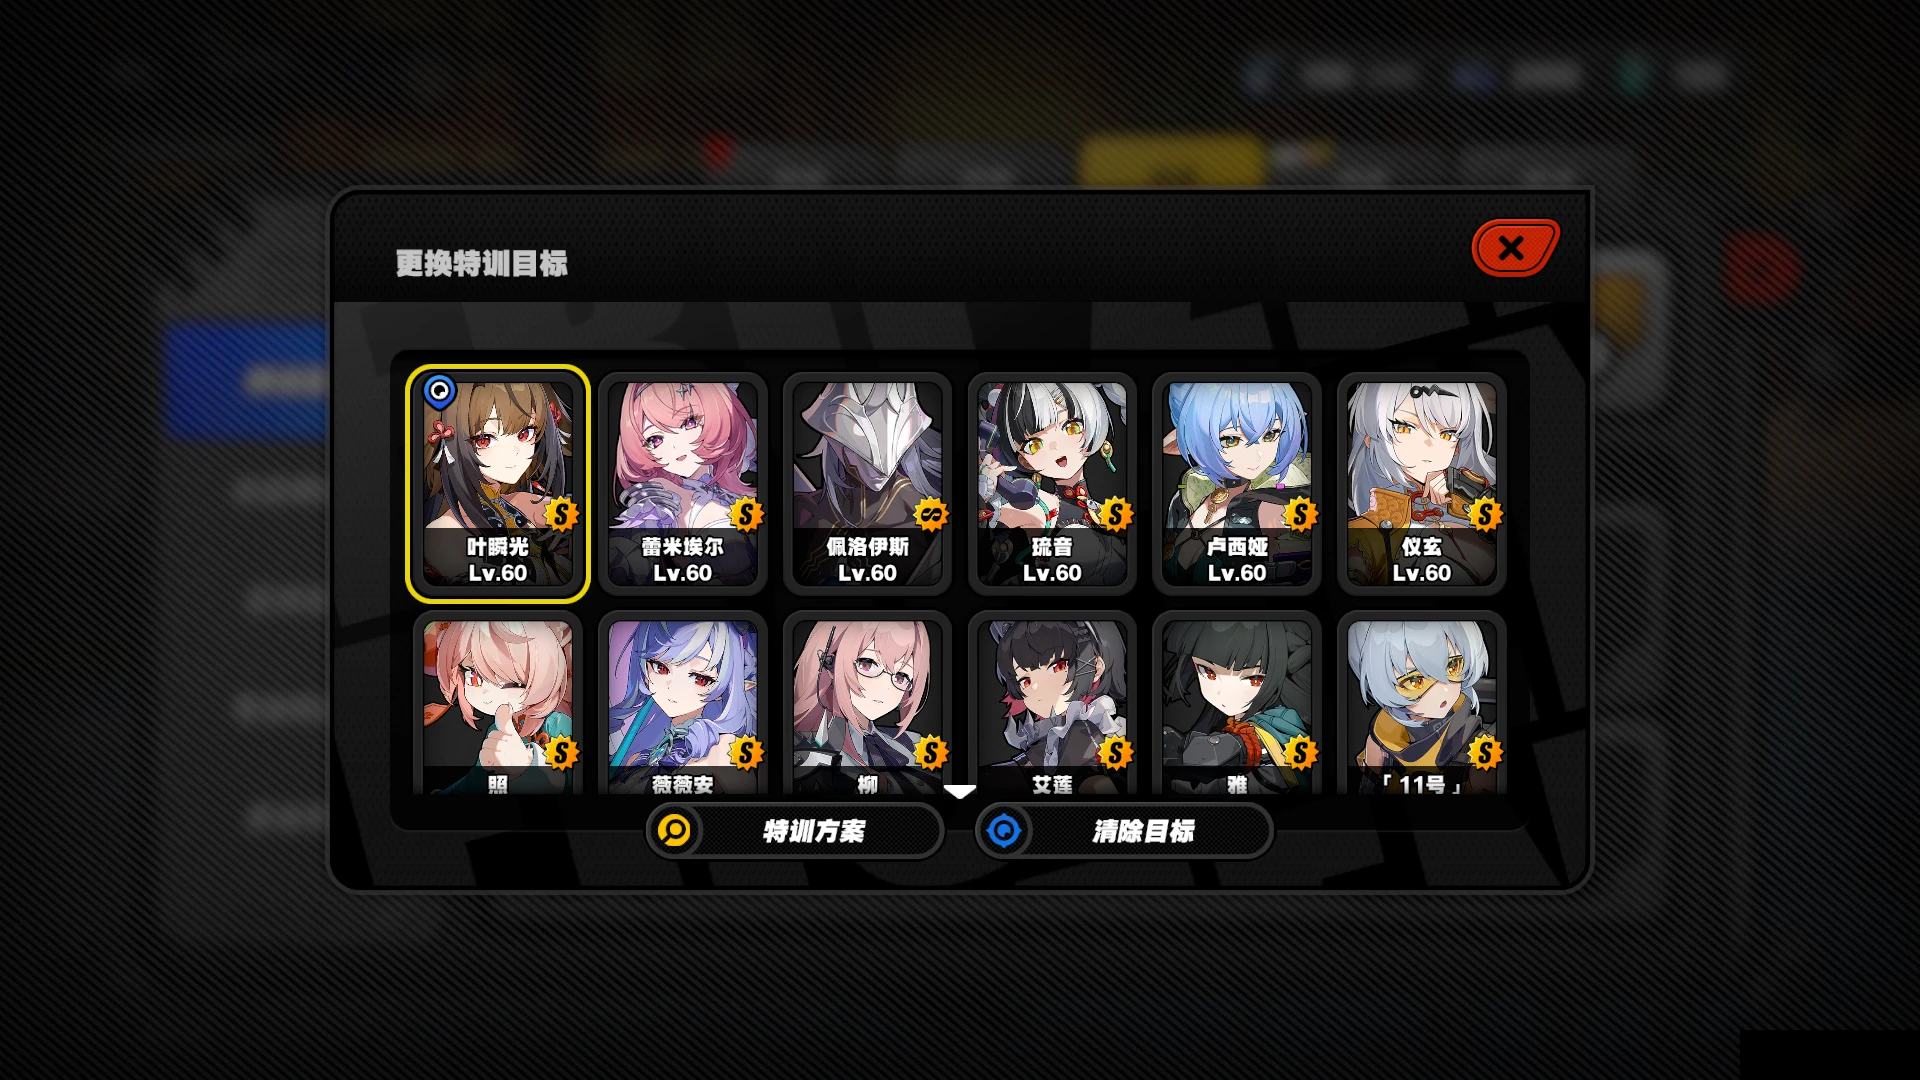 更换特训目标
叶瞬光
Lv.60
蕾米埃尔
Lv.60
佩洛伊斯
Lv.60
琉音
Lv.60
卢西娅
Lv.60
仪玄
Lv.60
照
薇薇安
柳
艾莲
雅
「11号」
特训方案
清除目标